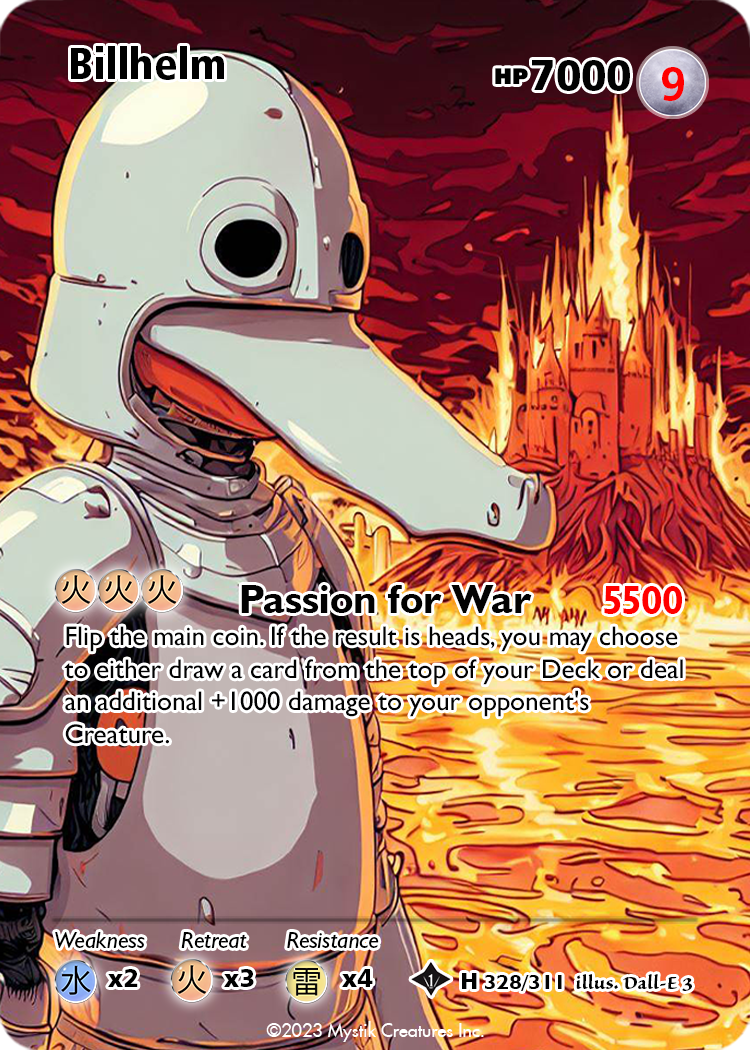 Billhelm
HP7000 9
火火火 Passion for War 5500
Flip the main coin. If the result is heads, you may choose
to either draw a card from the top of your Deck or deal
an additional +1000 damage to your opponent's
Creature.
Weakness Retreat Resistance
水 x2 火 x3 雷 x4 1 H 328/311 illus. Dall-E 3
©2023 Mystik Creatures Inc.